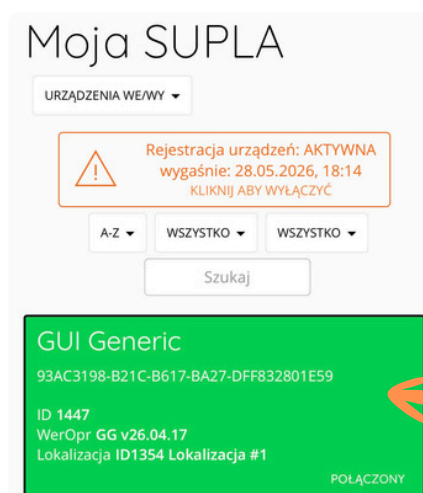 Moja SUPLA
URZĄDZENIA WE/WY
Rejestracja urządzeń: AKTYWNA
wygaśnie: 28.05.2026, 18:14
KLIKNIJ ABY WYŁĄCZYĆ
A-Z WSZYSTKO WSZYSTKO
Szukaj
GUI Generic
93AC3198-B21C-B617-BA27-DFF832801E59
ID 1447
WerOpr GG v26.04.17
Lokalizacja ID1354 Lokalizacja #1
POŁĄCZONY